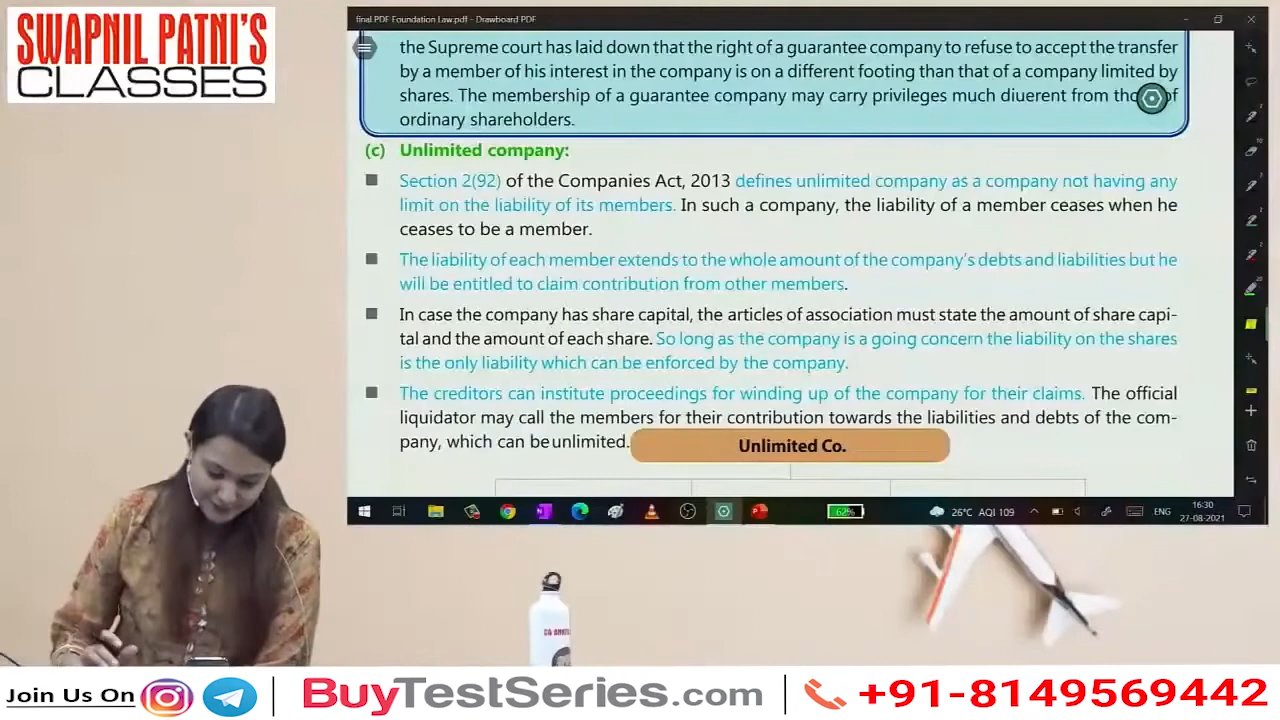 SWAPNIL PATNI'S
CLASSES
final.PDF Foundation Law.pdf - Drawboard PDF
the Supreme court has laid down that the right of a guarantee company to refuse to accept the transfer
by a member of his interest in the company is on a different footing than that of a company limited by
shares. The membership of a guarantee company may carry privileges much diuerent from of
ordinary shareholders.
(c) Unlimited company:
Section 2(92) of the Companies Act, 2013 defines unlimited company as a company not having any
limit on the liability of its members. In such a company, the liability of a member ceases when he
ceases to be a member.
The liability of each member extends to the whole amount of the company's debts and liabilities but he
will be entitled to claim contribution from other members.
In case the company has share capital, the articles of association must state the amount of share capi-
tal and the amount of each share. So long as the company is a going concern the liability on the shares
is the only liability which can be enforced by the company.
The creditors can institute proceedings for winding up of the company for their claims. The official
liquidator may call the members for their contribution towards the liabilities and debts of the com-
pany, which can be unlimited.
Unlimited Co.
62%
26°C AQI 109
ENG
16:30
27-08-2021
Join Us On
BuyTestSeries.com
+91-8149569442